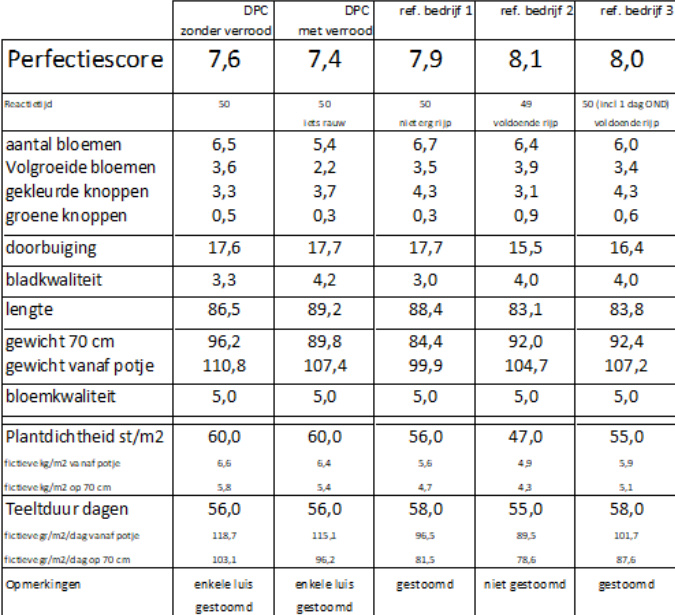 DPC DPC ref. bedrijf 1 ref. bedrijf 2 ref. bedrijf 3
zonder verrood met verrood
Perfectiescore 7,6 7,4 7,9 8,1 8,0
Reactietijd 50 50 50 49 50 (incl 1 dag OND)
iets rauw niet erg rijp voldoende rijp voldoende rijp
aantal bloemen 6,5 5,4 6,7 6,4 6,0
Volgroeide bloemen 3,6 2,2 3,5 3,9 3,4
gekleurde knoppen 3,3 3,7 4,3 3,1 4,3
groene knoppen 0,5 0,3 0,3 0,9 0,6
doorbuiging 17,6 17,7 17,7 15,5 16,4
bladkwaliteit 3,3 4,2 3,0 4,0 4,0
lengte 86,5 89,2 88,4 83,1 83,8
gewicht 70 cm 96,2 89,8 84,4 92,0 92,4
gewicht vanaf potje 110,8 107,4 99,9 104,7 107,2
bloemkwaliteit 5,0 5,0 5,0 5,0 5,0
Plantdichtheid st/m2 60,0 60,0 56,0 47,0 55,0
fictieve kg/m2 vanaf potje 6,6 6,4 5,6 4,9 5,9
fictieve kg/m2 op 70 cm 5,8 5,4 4,7 4,3 5,1
Teeltduur dagen 56,0 56,0 58,0 55,0 58,0
fictieve gr/m2/dag vanaf potje 118,7 115,1 96,5 89,5 101,7
fictieve gr/m2/dag op 70 cm 103,1 96,2 81,5 78,6 87,6
Opmerkingen enkele luis enkele luis gestoomd niet gestoomd gestoomd
gestoomd gestoomd